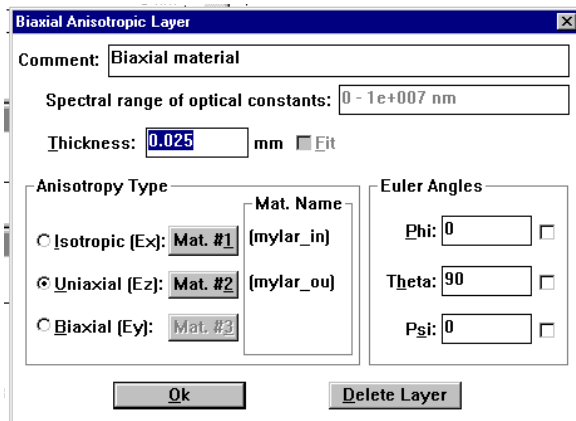 Biaxial Anisotropic Layer
Comment: Biaxial material
Spectral range of optical constants: 0 - 1e+007 nm
Thickness: 0.025 mm Fit
Anisotropy Type
Mat. Name
Isotropic (Ex): Mat. #1 (mylar_in)
Uniaxial (Ez): Mat. #2 (mylar_ou)
Biaxial (Ey): Mat. #3
Euler Angles
Phi: 0
Theta: 90
Psi: 0
Ok
Delete Layer